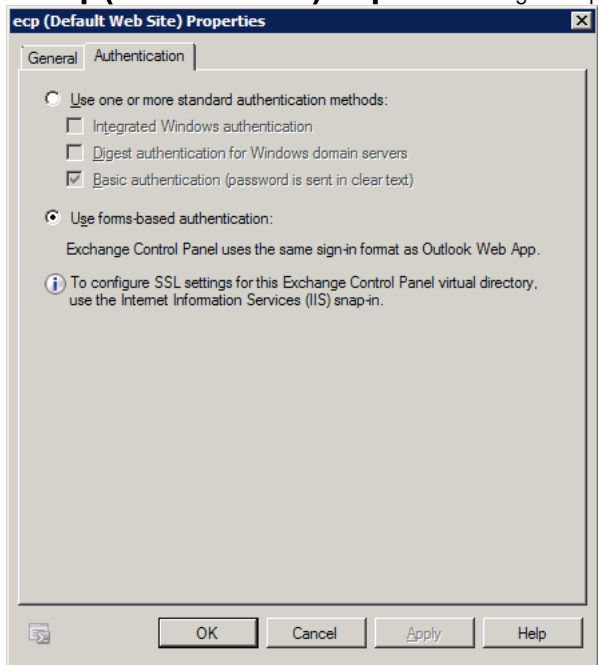 ecp (Default Web Site) Properties
General Authentication
Use one or more standard authentication methods:
Integrated Windows authentication
Digest authentication for Windows domain servers
Basic authentication (password is sent in clear text)
Use forms-based authentication:
Exchange Control Panel uses the same sign-in format as Outlook Web App.
To configure SSL settings for this Exchange Control Panel virtual directory,
use the Internet Information Services (IIS) snap-in.
OK Cancel Apply Help